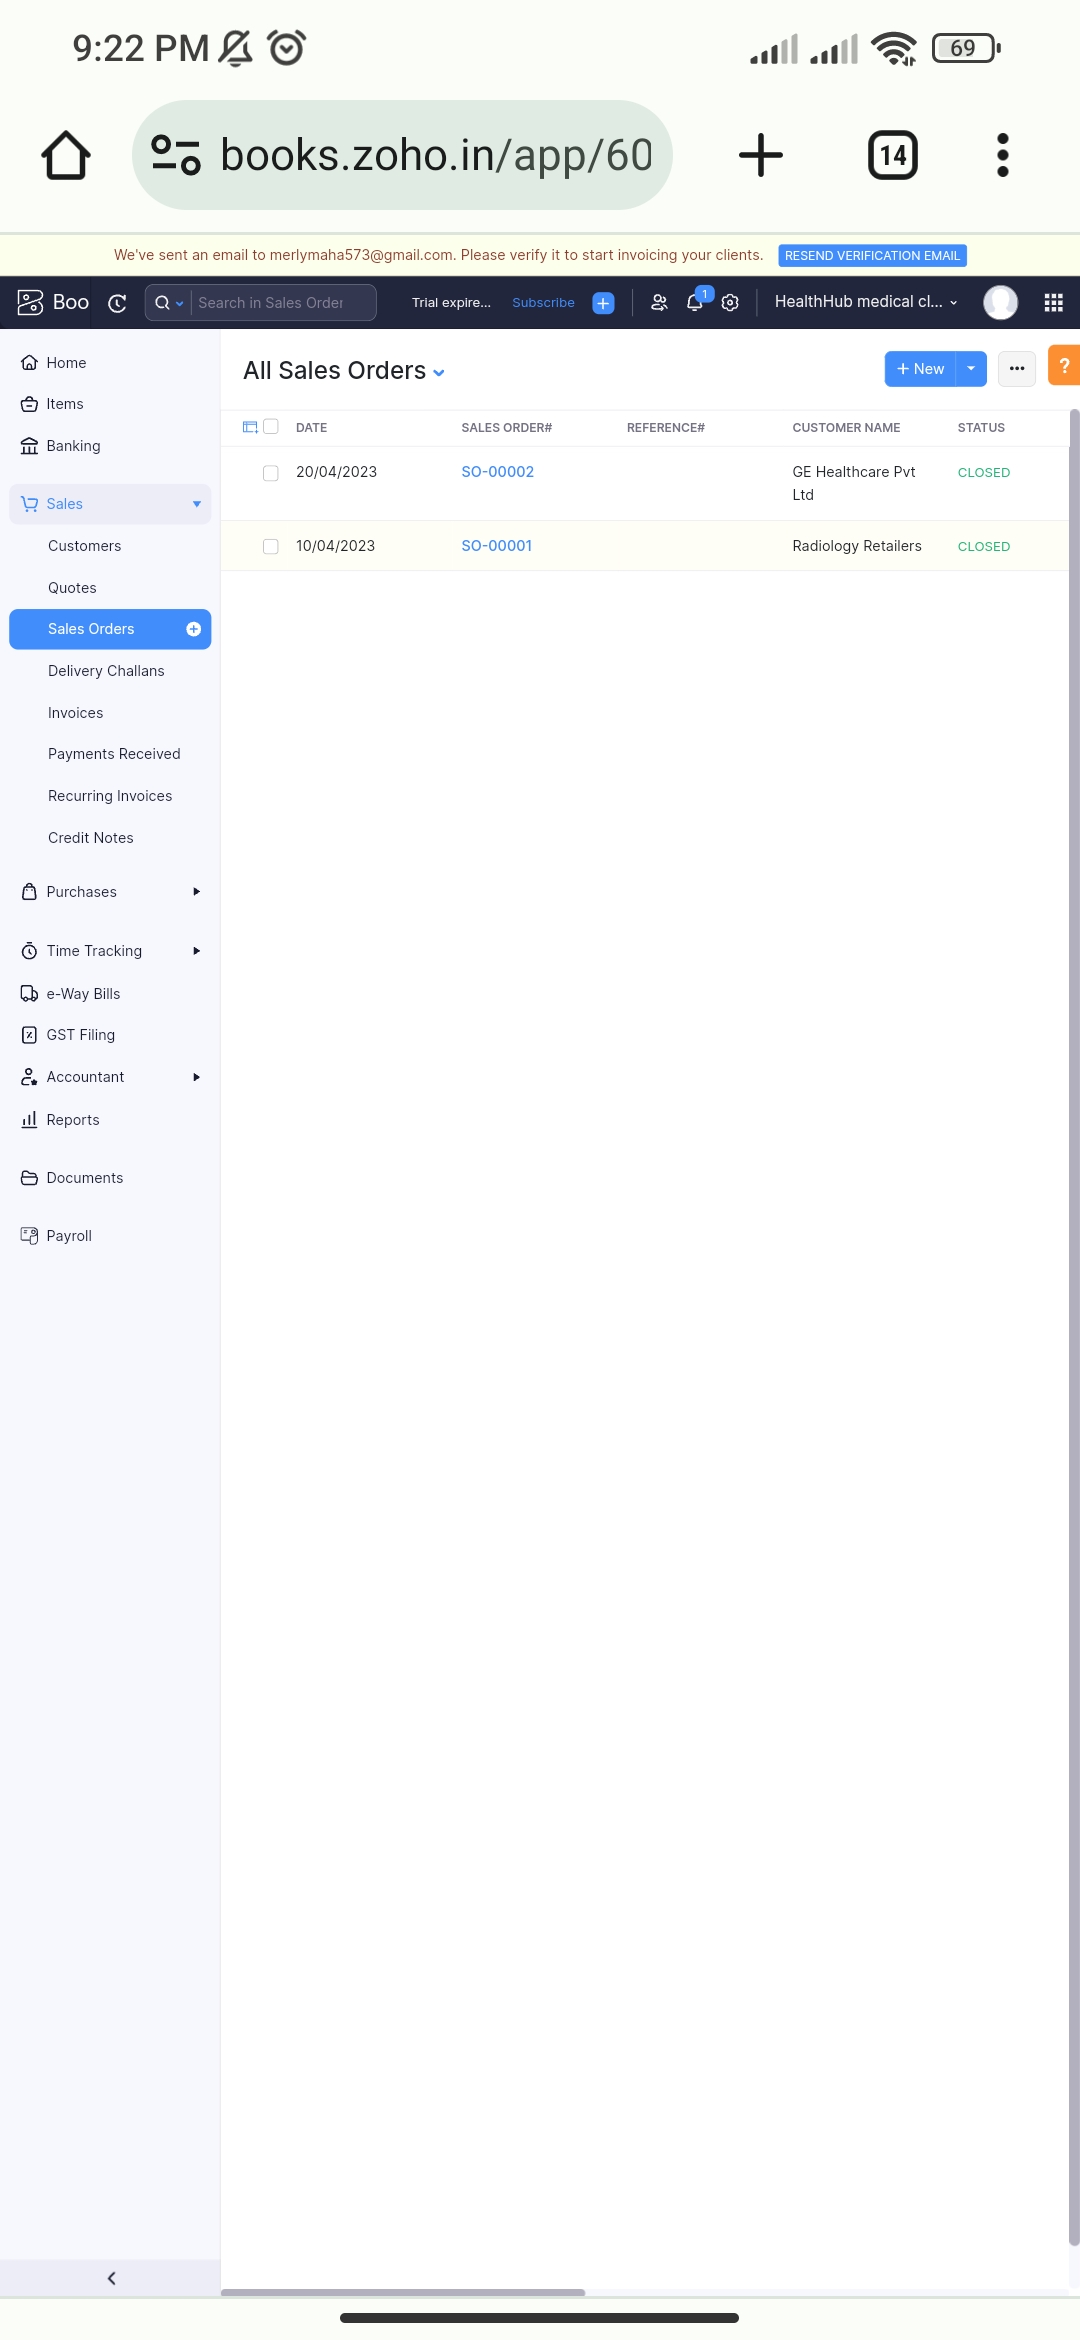 9:22 PM
69
books.zoho.in/app/60
14
We've sent an email to merlymaha573@gmail.com. Please verify it to start invoicing your clients. RESEND VERIFICATION EMAIL
Boo
Search in Sales Order
Trial expire...
Subscribe
1
HealthHub medical cl...
Home
Items
Banking
Sales
Customers
Quotes
Sales Orders
Delivery Challans
Invoices
Payments Received
Recurring Invoices
Credit Notes
Purchases
Time Tracking
e-Way Bills
GST Filing
Accountant
Reports
Documents
Payroll
All Sales Orders
+ New
?
DATE SALES ORDER# REFERENCE# CUSTOMER NAME STATUS
20/04/2023 SO-00002 GE Healthcare Pvt Ltd CLOSED
10/04/2023 SO-00001 Radiology Retailers CLOSED